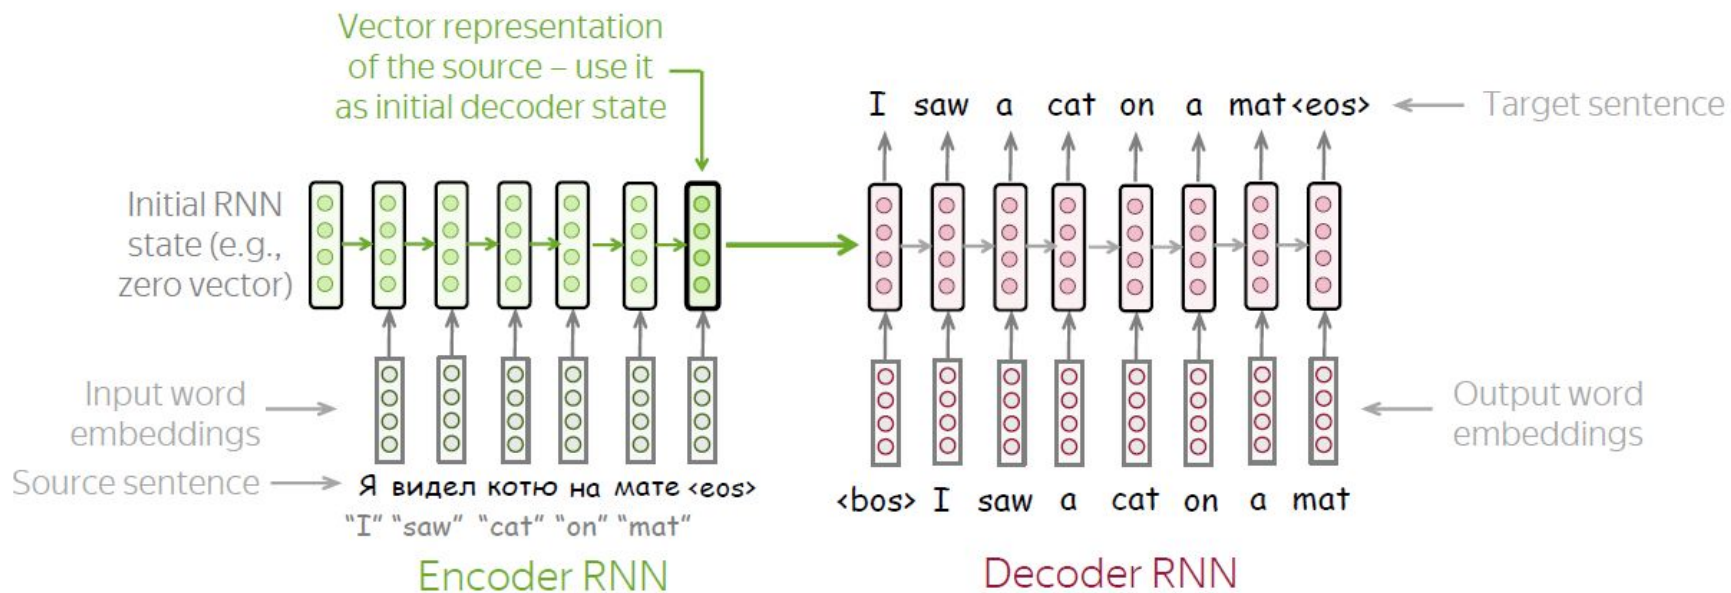 Vector representation
of the source – use it
as initial decoder state
I saw a cat on a mat <eos>
Target sentence
Initial RNN
state (e.g.,
zero vector)
Input word
embeddings
Output word
embeddings
Source sentence
Я видел котю на мате <eos>
"I" "saw" "cat" "on" "mat"
<bos> I saw a cat on a mat
Encoder RNN
Decoder RNN